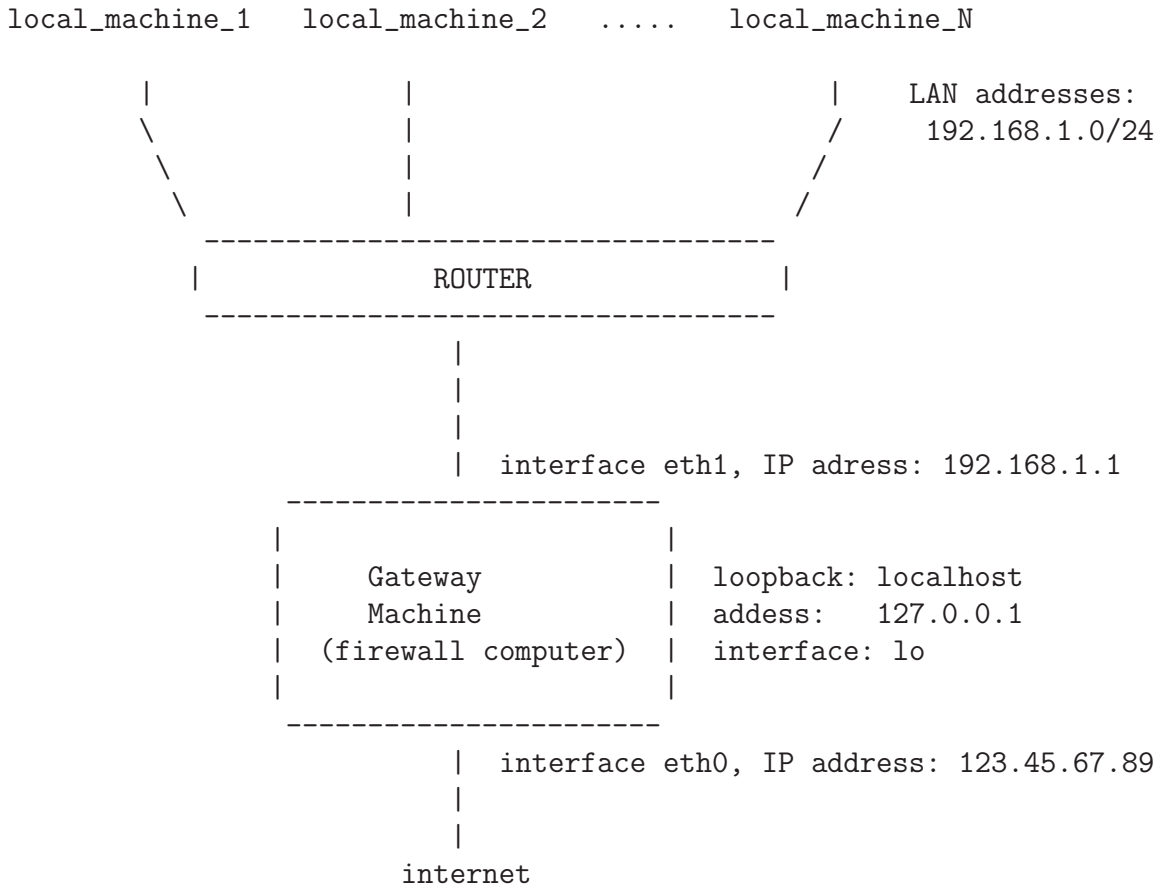 local_machine_1 local_machine_2 ..... local_machine_N
| | | LAN addresses:
\ | / 192.168.1.0/24
\ | /
\ | /
-----------------------------------
| ROUTER |
-----------------------------------
|
|
|
| interface eth1, IP adress: 192.168.1.1
-----------------------
| |
| Gateway | loopback: localhost
| Machine | addess: 127.0.0.1
| (firewall computer) | interface: lo
| |
-----------------------
| interface eth0, IP address: 123.45.67.89
|
|
internet